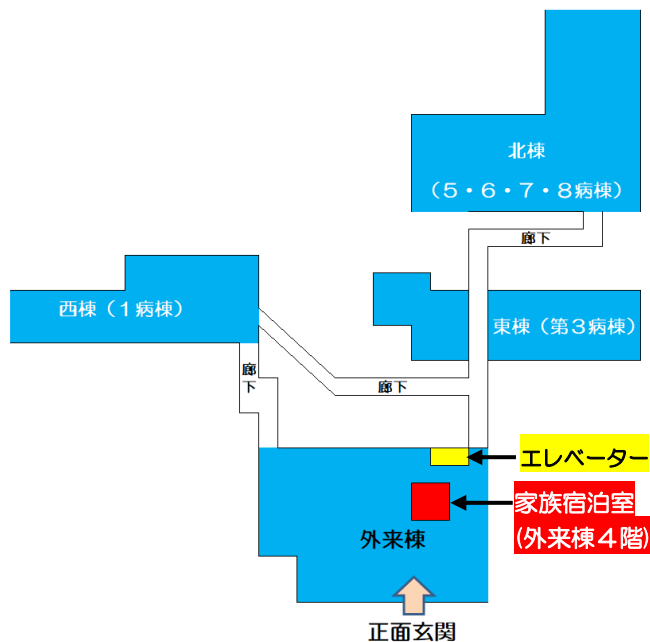 北棟
（５・６・７・８病棟）
廊下
西棟（１病棟）
東棟（第３病棟）
廊下
廊下
エレベーター
家族宿泊室
(外来棟４階)
外来棟
正面玄関